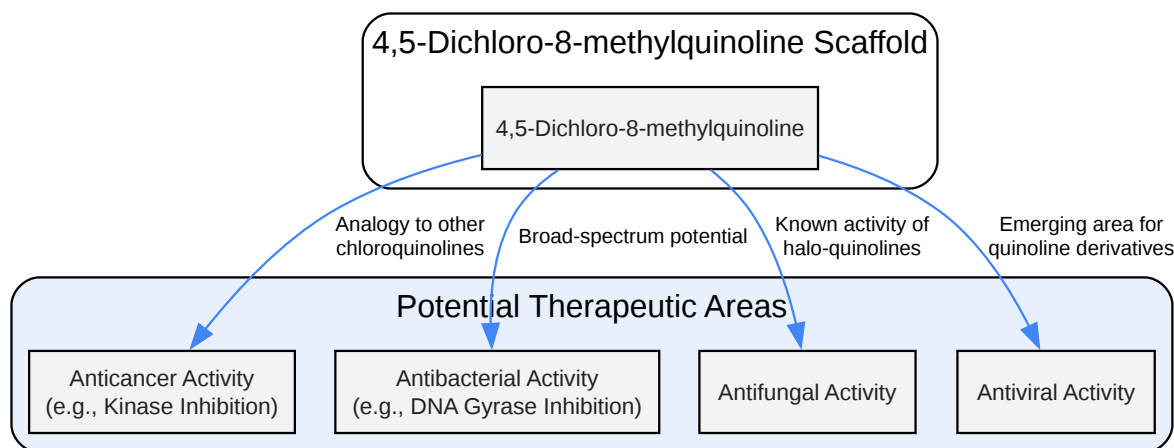 4,5-Dichloro-8-methylquinoline Scaffold
4,5-Dichloro-8-methylquinoline
Analogy to other
chloroquinolines
Broad-spectrum potential
Known activity of
halo-quinolines
Emerging area for
quinoline derivatives
Potential Therapeutic Areas
Anticancer Activity
(e.g., Kinase Inhibition)
Antibacterial Activity
(e.g., DNA Gyrase Inhibition)
Antifungal Activity
Antiviral Activity